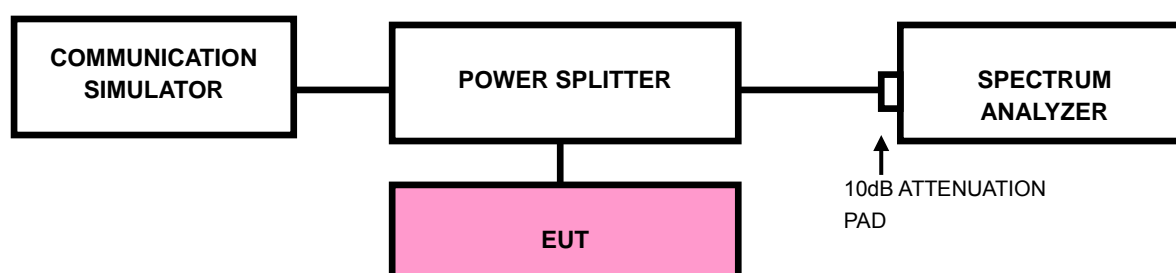 COMMUNICATION
SIMULATOR
POWER SPLITTER
SPECTRUM
ANALYZER
10dB ATTENUATION
PAD
EUT